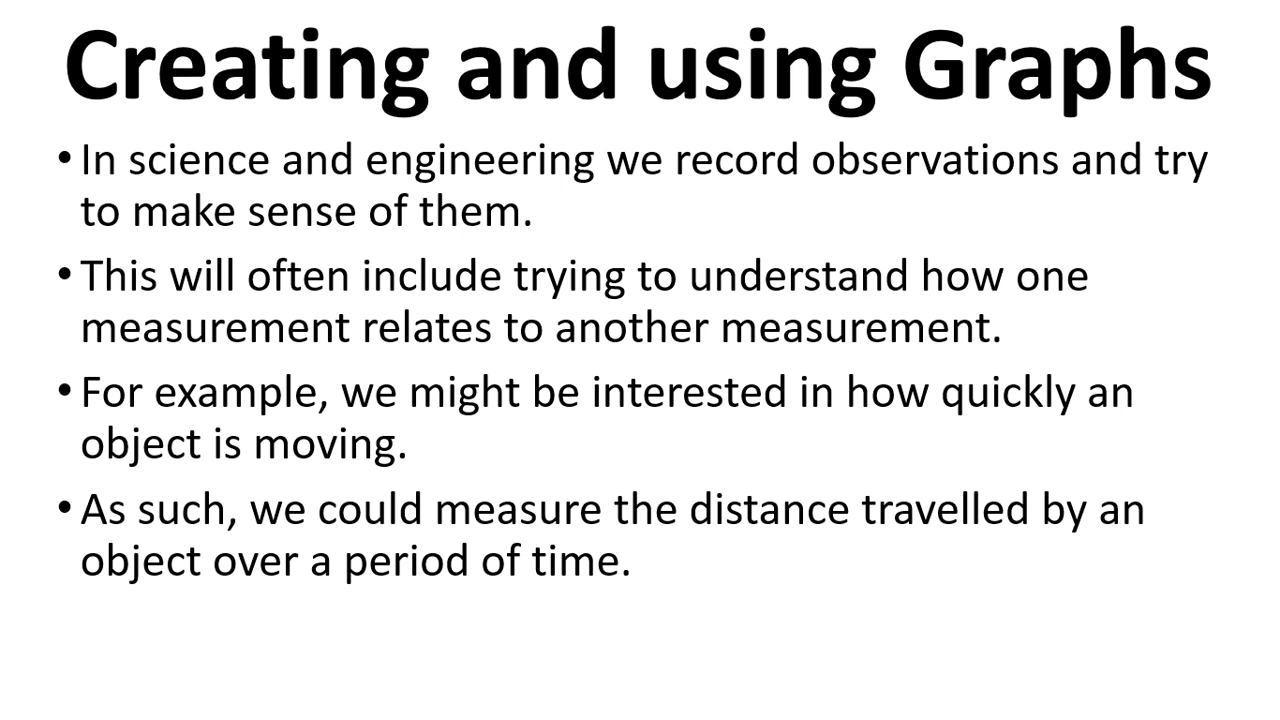 Creating and using Graphs
• In science and engineering we record observations and try
to make sense of them.
• This will often include trying to understand how one
measurement relates to another measurement.
• For example, we might be interested in how quickly an
object is moving.
• As such, we could measure the distance travelled by an
object over a period of time.